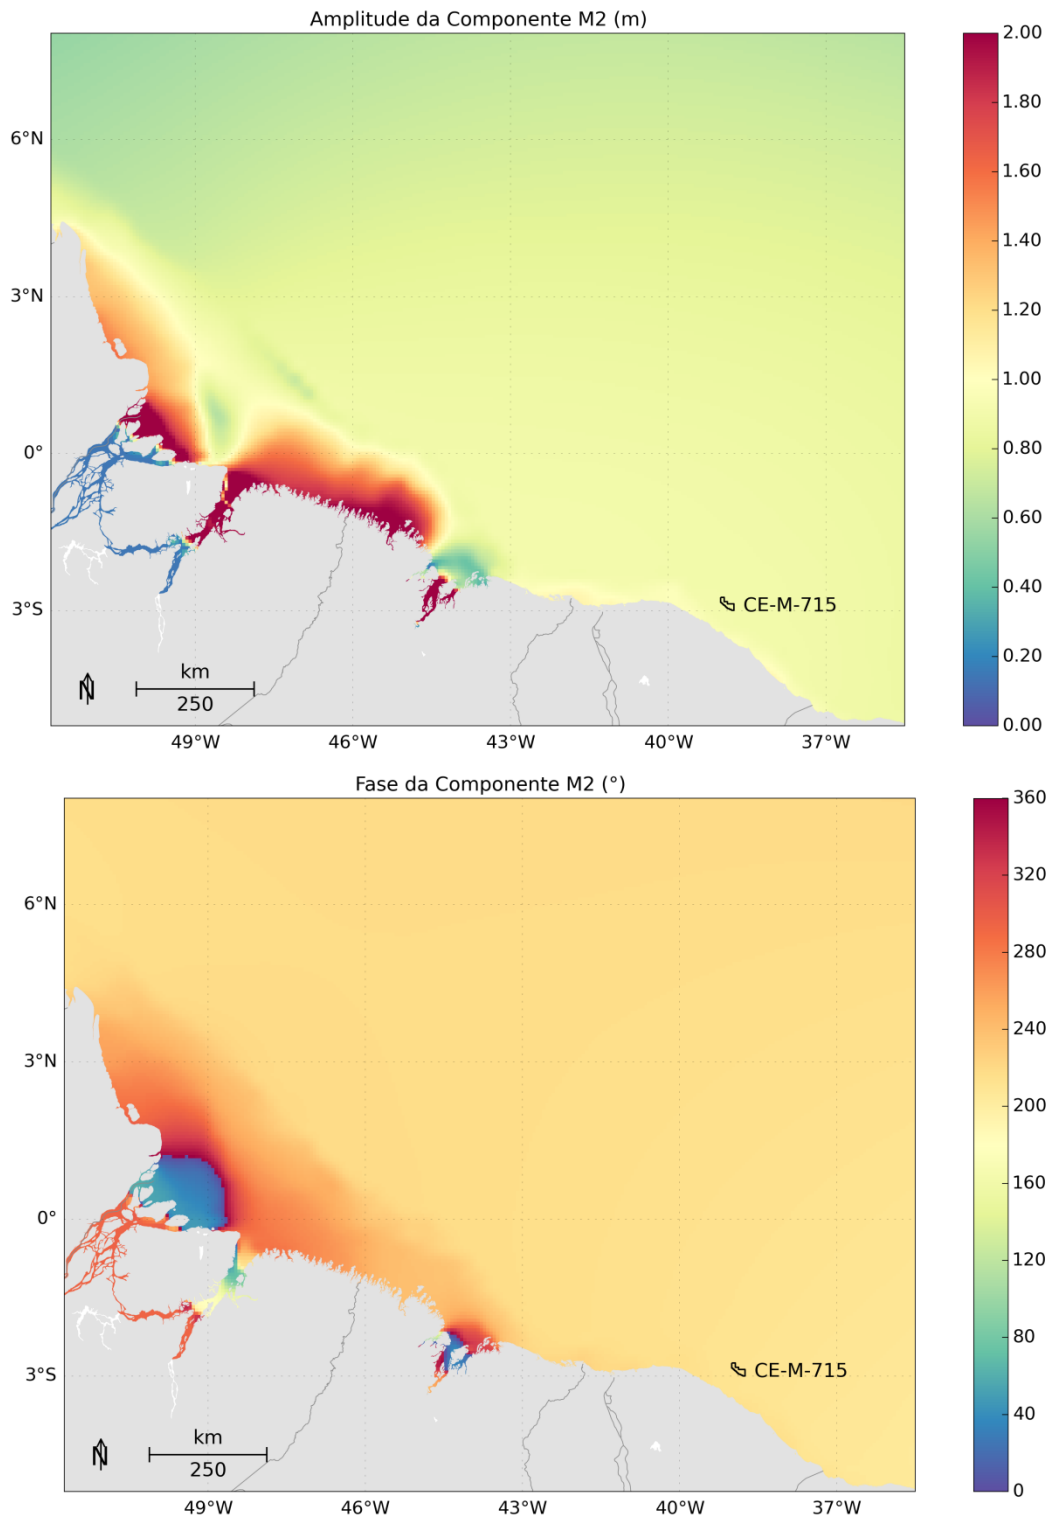 Amplitude da Componente M2 (m)
6°N
3°N
0°
3°S
49°W
46°W
43°W
40°W
37°W
km
250
N
CE-M-715
2.00
1.80
1.60
1.40
1.20
1.00
0.80
0.60
0.40
0.20
0.00
Fase da Componente M2 (°)
6°N
3°N
0°
3°S
49°W
46°W
43°W
40°W
37°W
km
250
N
CE-M-715
360
320
280
240
200
160
120
80
40
0